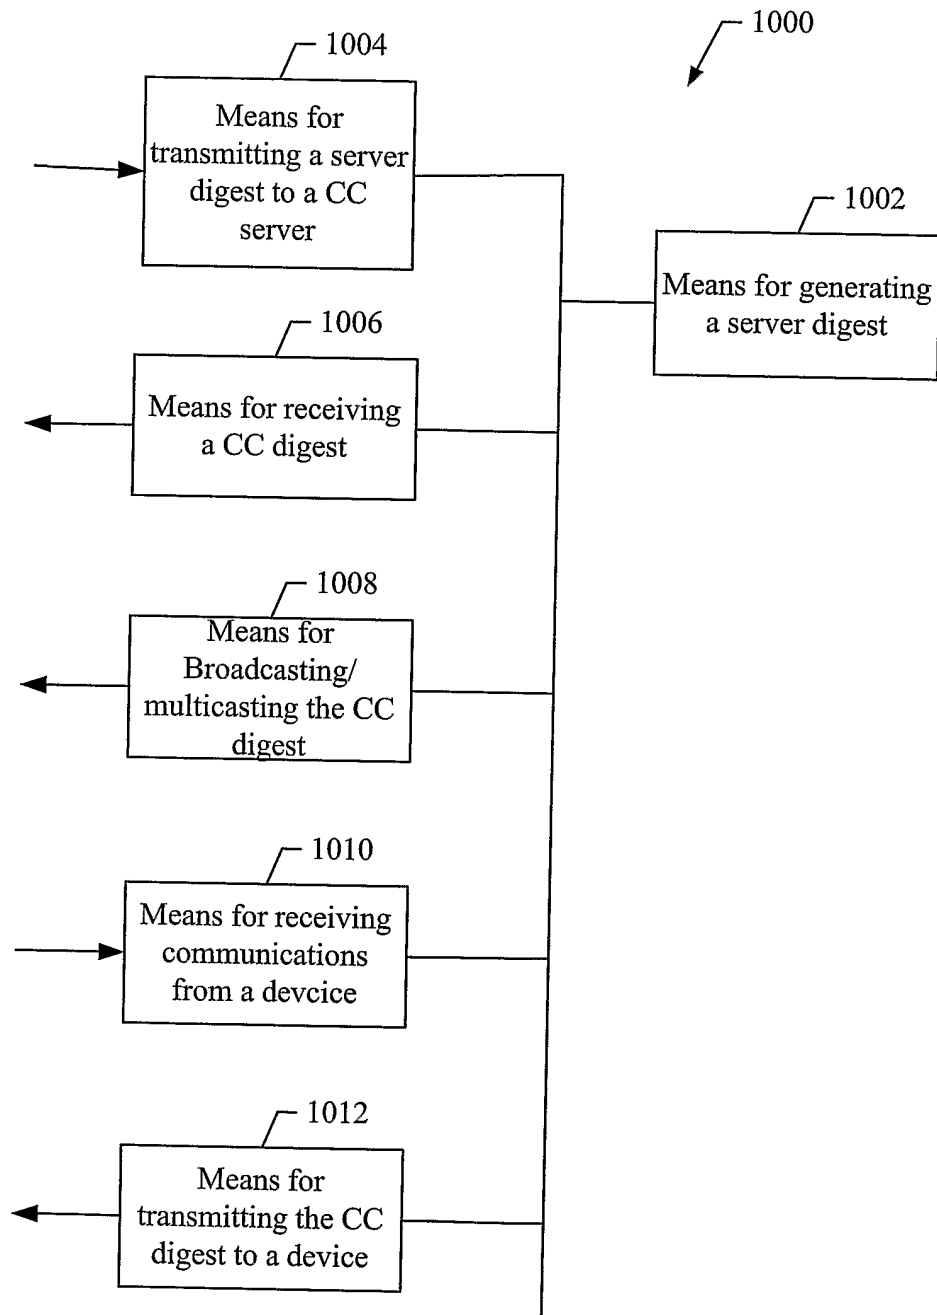 1000
1004
Means for
transmitting a server
digest to a CC
server
1002
Means for generating
a server digest
1006
Means for receiving
a CC digest
1008
Means for
Broadcasting/
multicasting the CC
digest
1010
Means for receiving
communications
from a devcice
1012
Means for
transmitting the CC
digest to a device